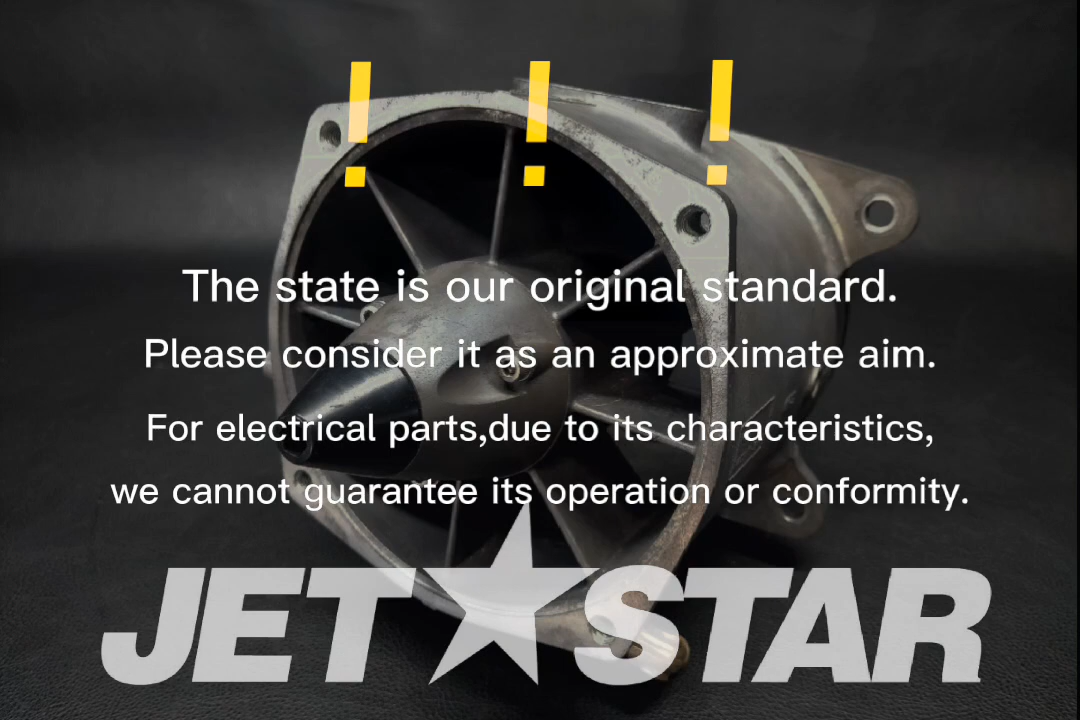 ! ! !
The state is our original standard.
Please consider it as an approximate aim.
For electrical parts,due to its characteristics,
we cannot guarantee its operation or conformity.
JET★STAR